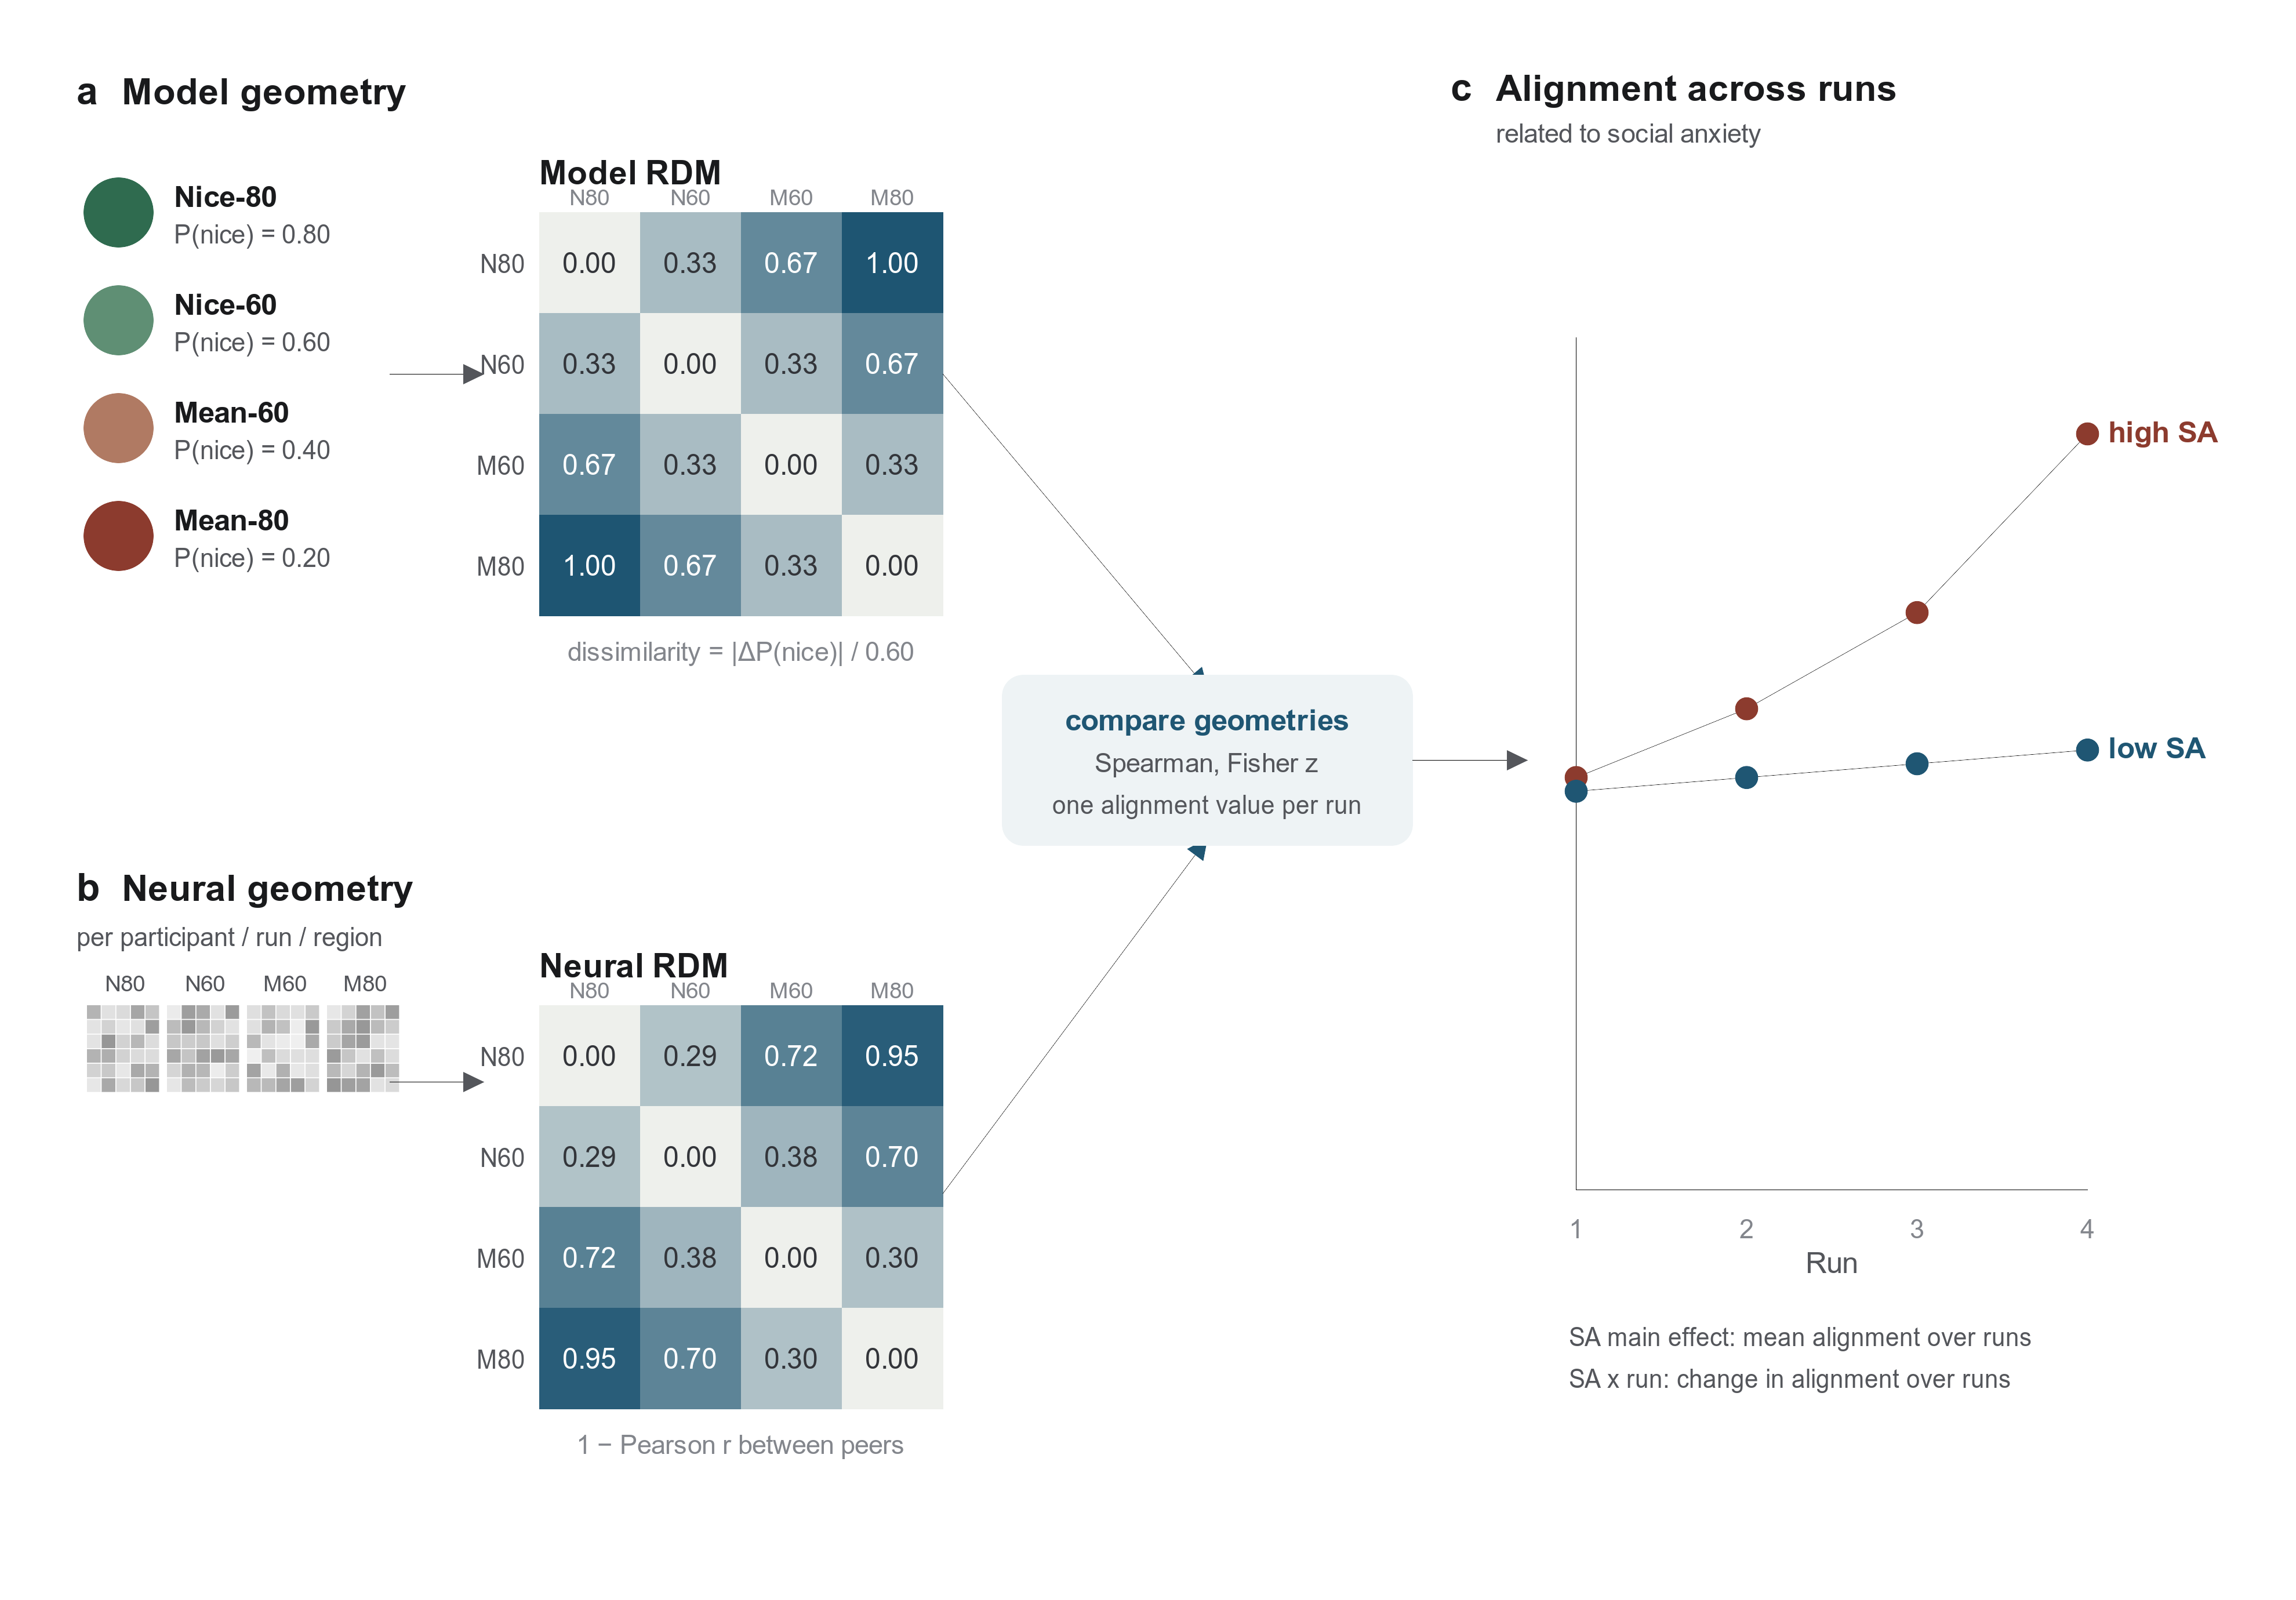 a Model geometry
Nice-80
P(nice) = 0.80
Nice-60
P(nice) = 0.60
Mean-60
P(nice) = 0.40
Mean-80
P(nice) = 0.20
Model RDM
N80 N60 M60 M80
N80 0.00 0.33 0.67 1.00
N60 0.33 0.00 0.33 0.67
M60 0.67 0.33 0.00 0.33
M80 1.00 0.67 0.33 0.00
dissimilarity = |ΔP(nice)| / 0.60
b Neural geometry
per participant / run / region
N80 N60 M60 M80
Neural RDM
N80 N60 M60 M80
N80 0.00 0.29 0.72 0.95
N60 0.29 0.00 0.38 0.70
M60 0.72 0.38 0.00 0.30
M80 0.95 0.70 0.30 0.00
1 − Pearson r between peers
compare geometries
Spearman, Fisher z
one alignment value per run
c Alignment across runs
related to social anxiety
high SA
low SA
1 2 3 4
Run
SA main effect: mean alignment over runs
SA x run: change in alignment over runs